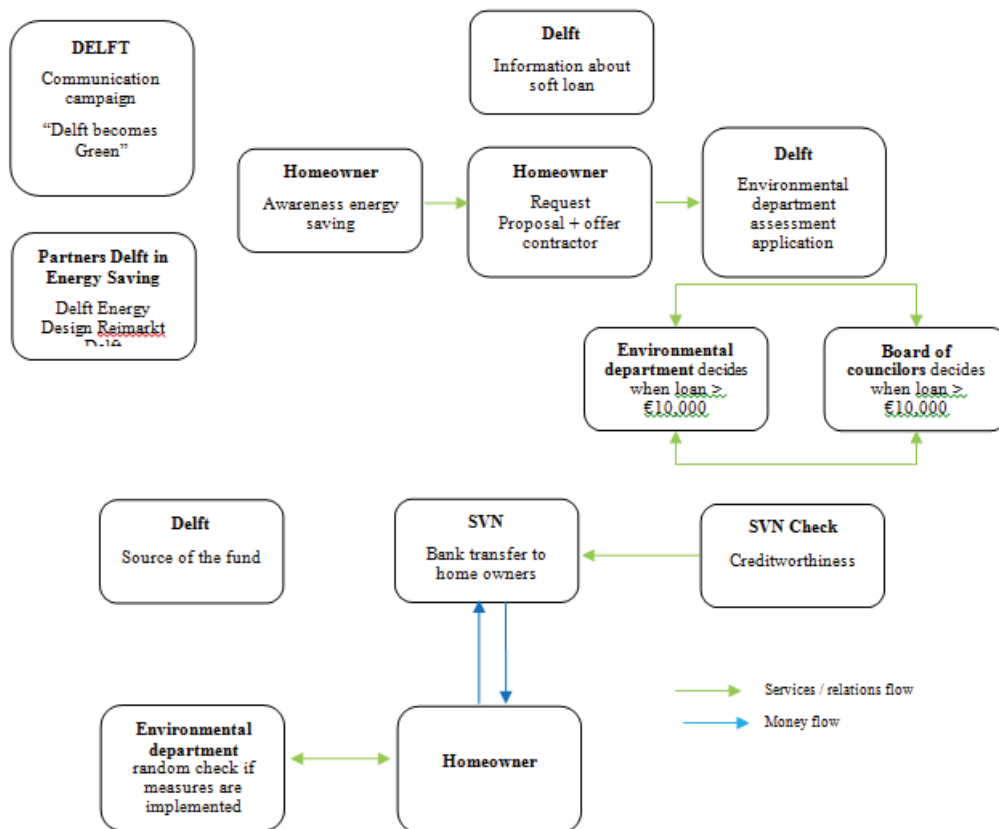 DELFT
Communication
campaign
“Delft becomes
Green”
Delft
Information about
soft loan
Homeowner
Awareness energy
saving
Homeowner
Request
Proposal + offer
contractor
Delft
Environmental
department
assessment
application
Partners Delft in
Energy Saving
Delft Energy
Design Reimarkt
Delft
Environmental
department decides
when loan >
€10,000
Board of
councilors decides
when loan >
€10,000
Delft
Source of the fund
SVN
Bank transfer to
home owners
SVN Check
Creditworthiness
Services / relations flow
Money flow
Environmental
department
random check if
measures are
implemented
Homeowner